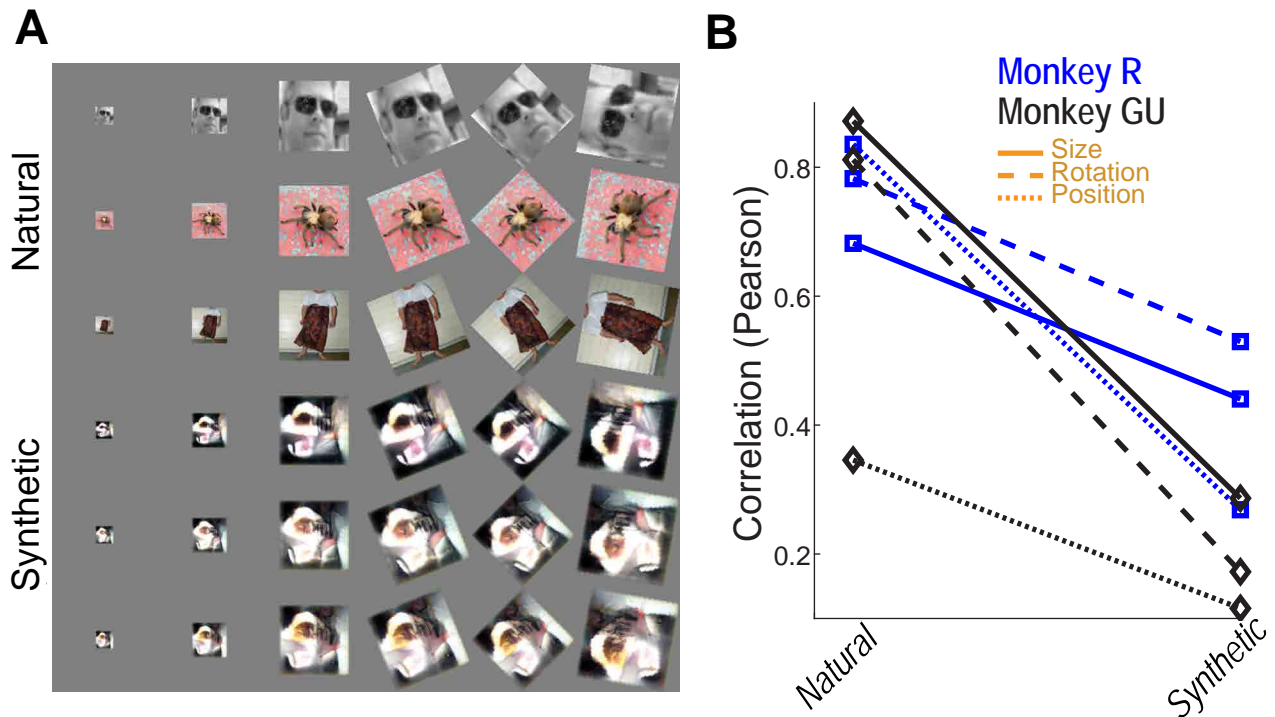 A
Natural
Synthetic
B
Monkey R
Monkey GU
Size
Rotation
Position
Correlation (Pearson)
0.8
0.6
0.4
0.2
Natural
Synthetic